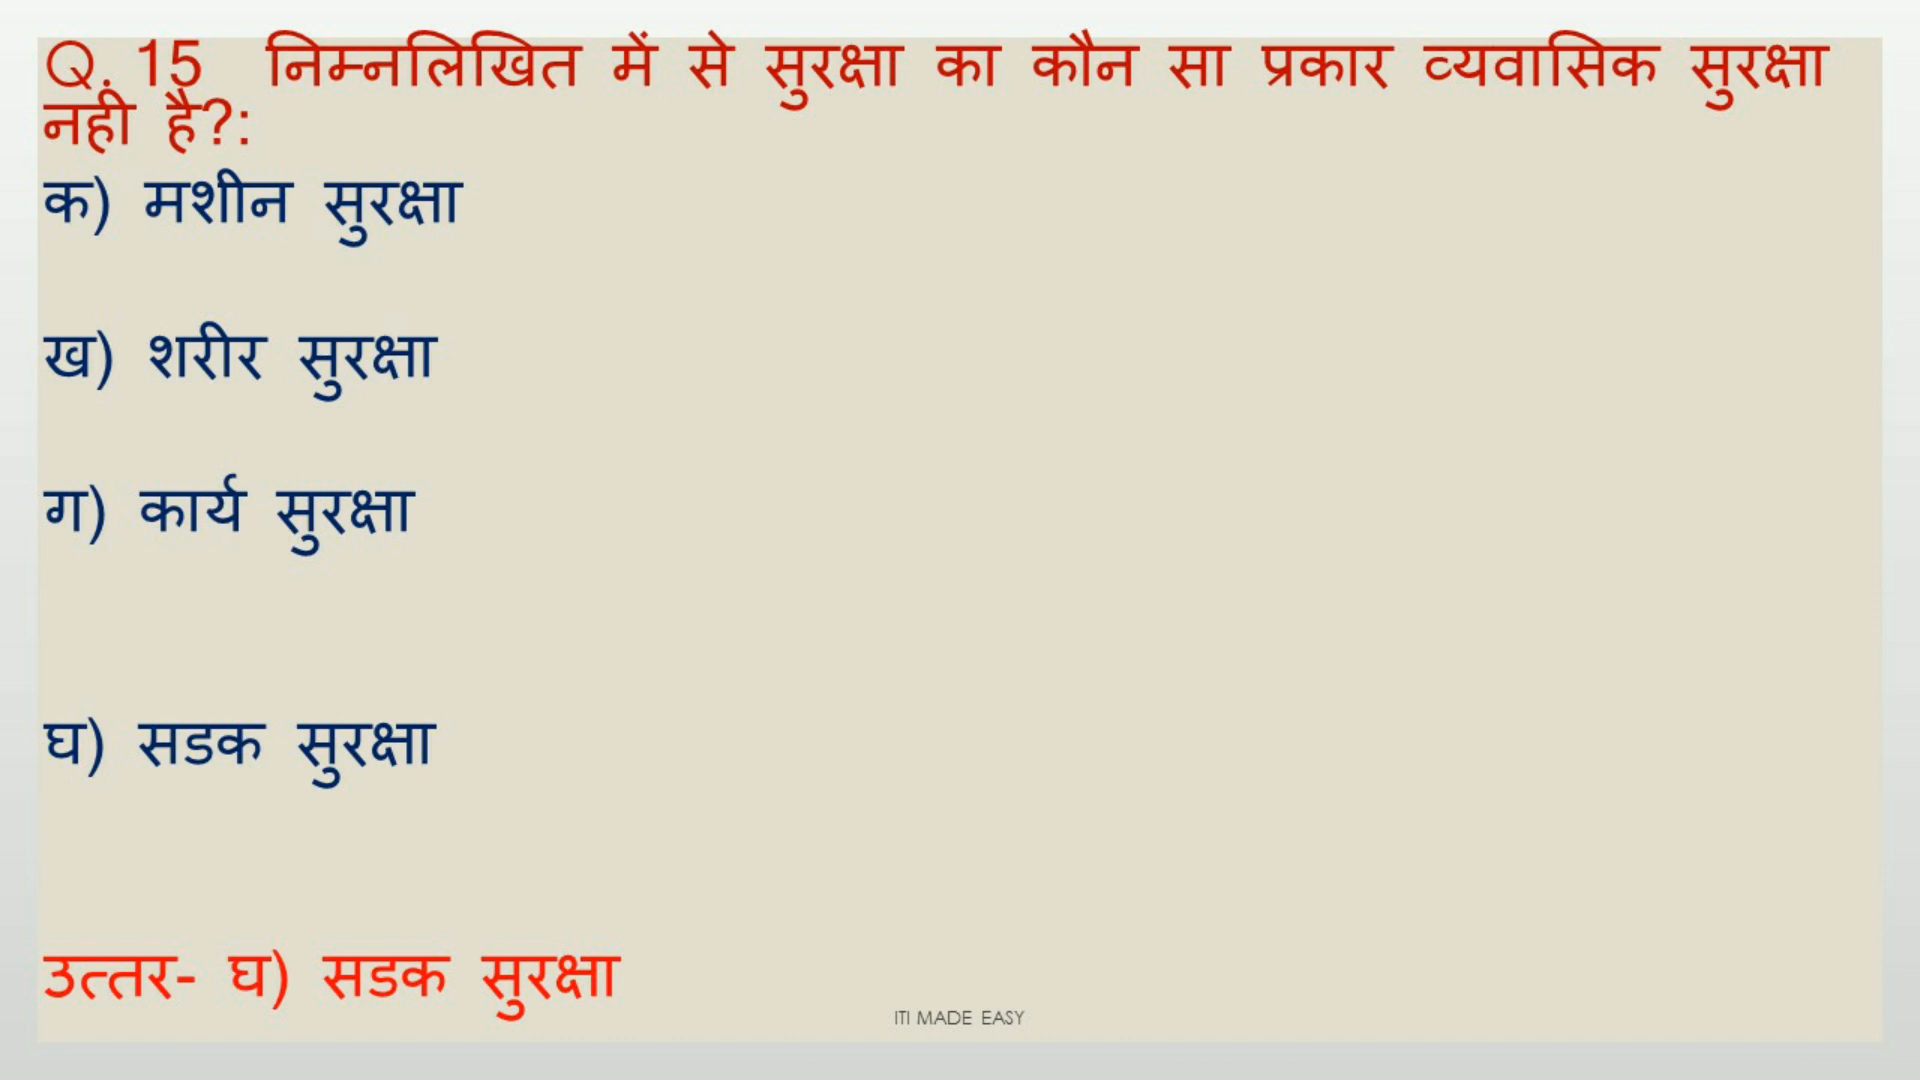 Q. 15 निम्नलिखित में से सुरक्षा का कौन सा प्रकार व्यवासिक सुरक्षा
नही है?:
क) मशीन सुरक्षा
ख) शरीर सुरक्षा
ग) कार्य सुरक्षा
घ) सडक सुरक्षा
उत्तर- घ) सडक सुरक्षा
ITI MADE EASY